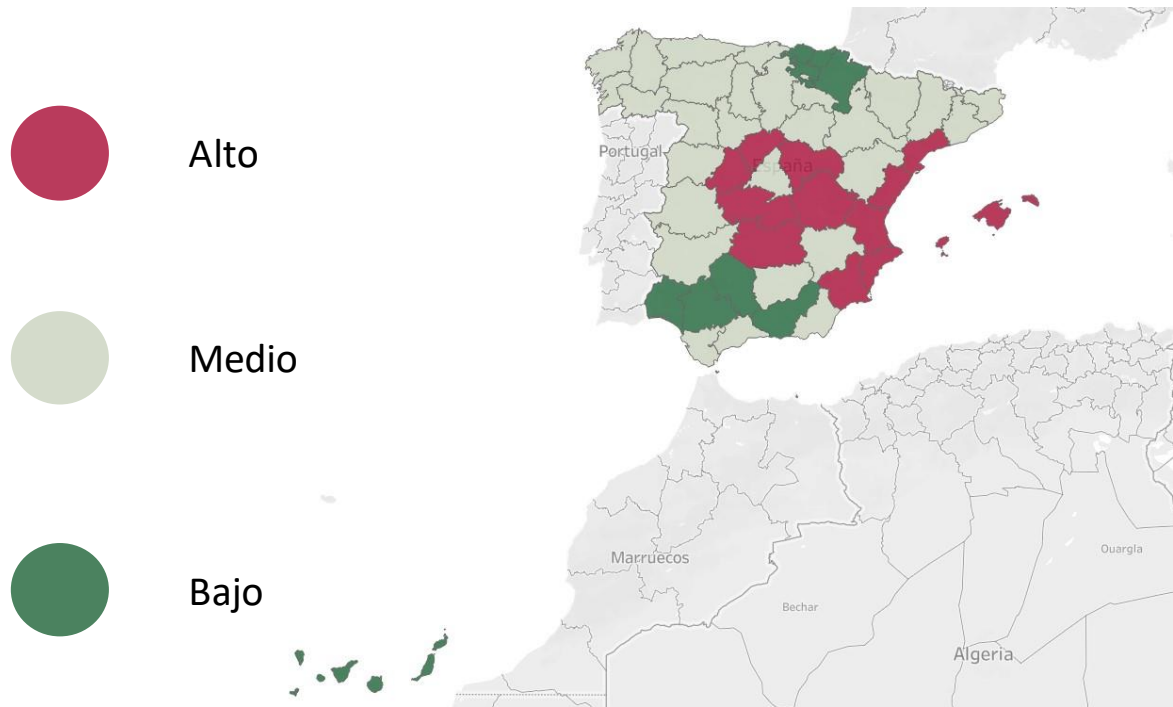 Alto
Portugal
España
Medio
Marruecos
Ouargla
Bajo
Bechar
Algeria